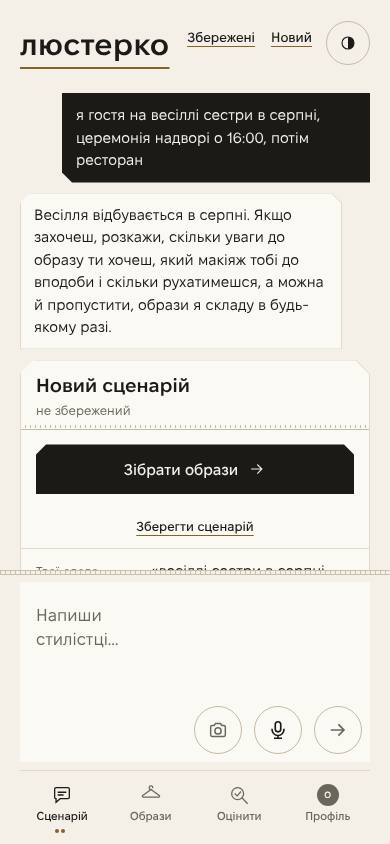 люстерко
Збережені
Новий
я гостя на весіллі сестри в серпні,
церемонія надворі о 16:00, потім
ресторан
Весілля відбувається в серпні. Якщо
захочеш, розкажи, скільки уваги до
образу ти хочеш, який макіяж тобі до
вподоби і скільки рухатимешся, а можна
й пропустити, образи я складу в будь-
якому разі.
Новий сценарій
не збережений
Зібрати образи →
Зберегти сценарій
Напиши
стилістці...
Сценарій
Образи
Оцінити
О
Профіль